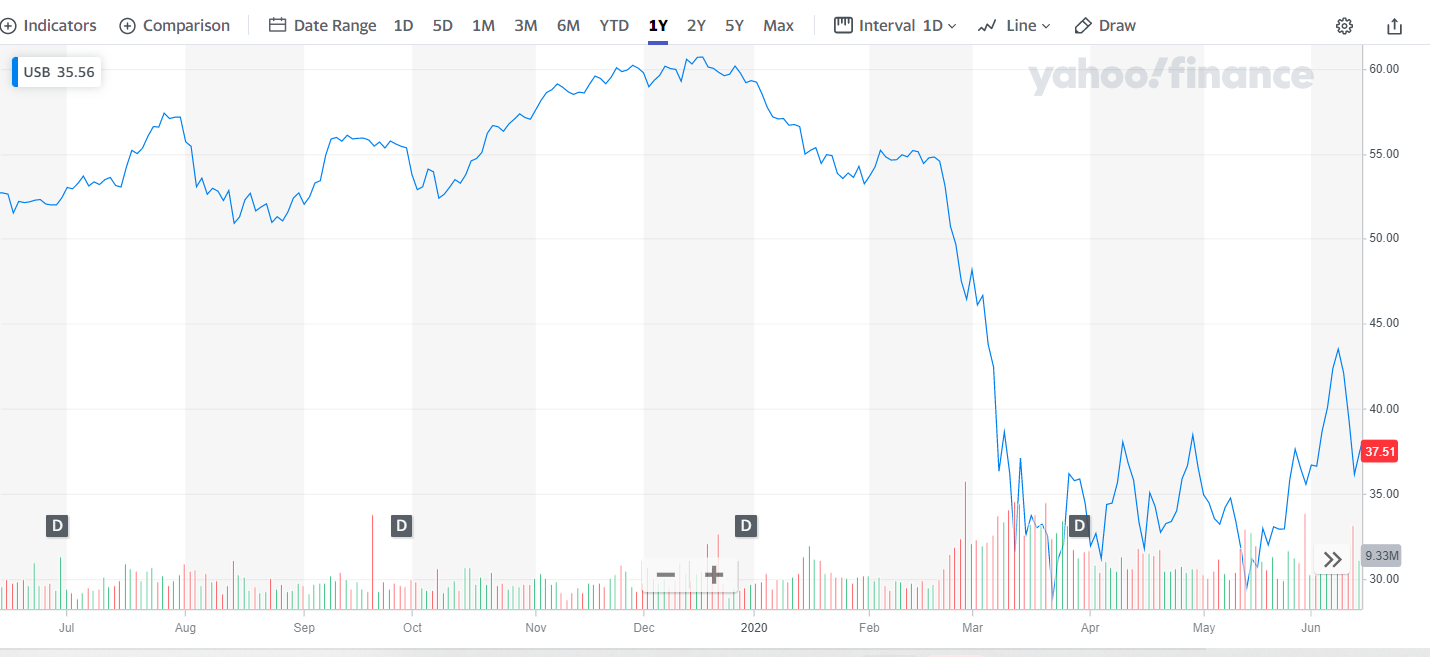 Indicators Comparison Date Range 1D 5D 1M 3M 6M YTD 1Y 2Y 5Y Max Interval 1D Line Draw
USB 35.56
yahoo!finance
60.00
55.00
50.00
45.00
40.00
37.51
35.00
D D D D
9.33M
30.00
Jul Aug Sep Oct Nov Dec 2020 Feb Mar Apr May Jun